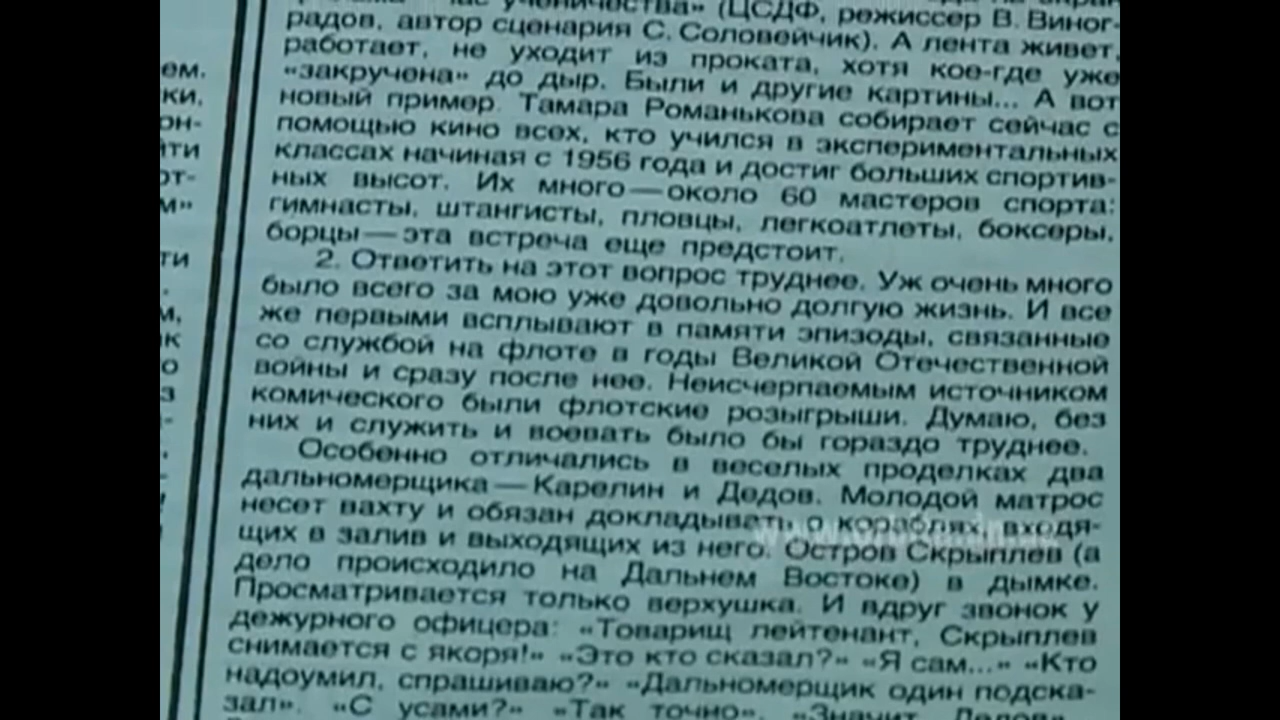 час ученичества» (ЦСДФ, режиссер В. Виног-
радов, автор сценария С. Соловейчик). А лента живет,
работает, не уходит из проката, хотя кое-где уже
«закручена» до дыр. Были и другие картины... А вот
новый пример. Тамара Романькова собирает сейчас с
помощью кино всех, кто учился в экспериментальных
классах начиная с 1956 года и достиг больших спортив-
ных высот. Их много—около 60 мастеров спорта:
гимнасты, штангисты, пловцы, легкоатлеты, боксеры,
борцы—эта встреча еще предстоит.
2. Ответить на этот вопрос труднее. Уж очень много
было всего за мою уже довольно долгую жизнь. И все
же первыми всплывают в памяти эпизоды, связанные
со службой на флоте в годы Великой Отечественной
войны и сразу после нее. Неисчерпаемым источником
комического были флотские розыгрыши. Думаю, без
них и служить и воевать было бы гораздо труднее.
Особенно отличались в веселых проделках два
дальномерщика—Карелин и Дедов. Молодой матрос
несет вахту и обязан докладывать о кораблях, входя-
щих в залив и выходящих из него. Остров Скрыплев (а
дело происходило на Дальнем Востоке) в дымке.
Просматривается только верхушка. И вдруг звонок у
дежурного офицера: «Товарищ лейтенант, Скрыплев
снимается с якоря!» «Это кто сказал?» «Я сам...» «Кто
надоумил, спрашиваю?» «Дальномерщик один подска-
зал». «С усами?» «Так точно». «Значит, Дедов».